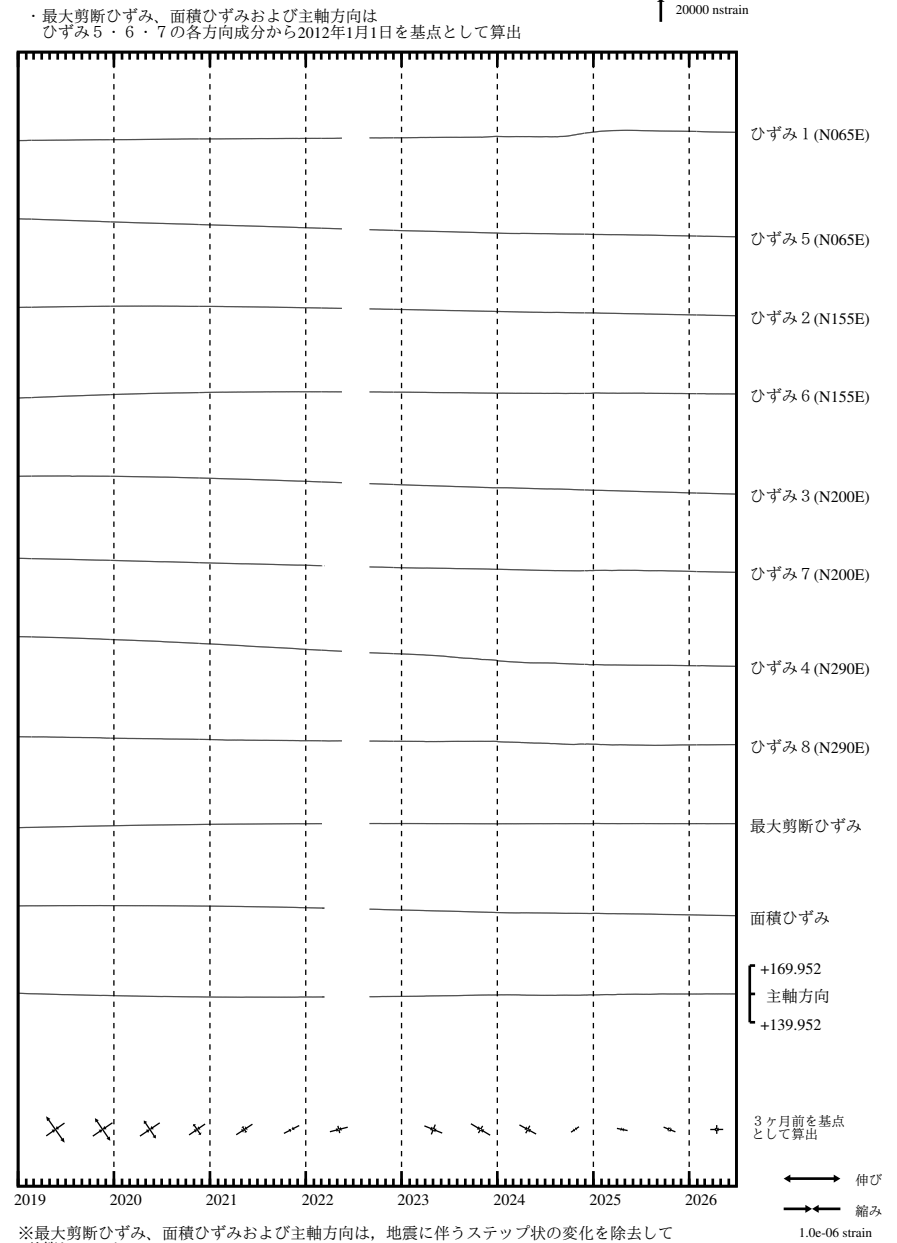 ・最大剪断ひずみ、面積ひずみおよび主軸方向は
ひずみ５・６・７の各方向成分から2012年1月1日を基点として算出
20000 nstrain
ひずみ１(N065E)
ひずみ５(N065E)
ひずみ２(N155E)
ひずみ６(N155E)
ひずみ３(N200E)
ひずみ７(N200E)
ひずみ４(N290E)
ひずみ８(N290E)
最大剪断ひずみ
面積ひずみ
+169.952
主軸方向
+139.952
３ヶ月前を基点
として算出
2019 2020 2021 2022 2023 2024 2025 2026
伸び
縮み
1.0e-06 strain
※最大剪断ひずみ、面積ひずみおよび主軸方向は，地震に伴うステップ状の変化を除去して